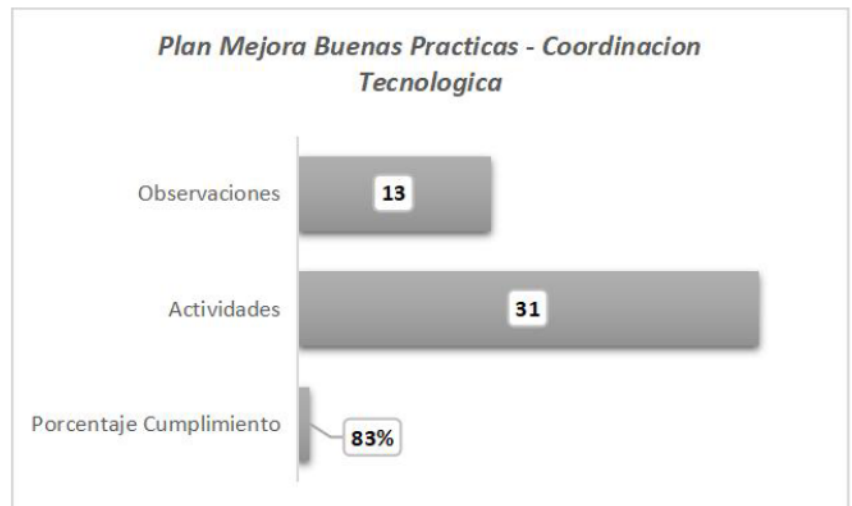 Plan Mejora Buenas Practicas - Coordinacion
Tecnologica
Observaciones
13
Actividades
31
Porcentaje Cumplimiento
83%